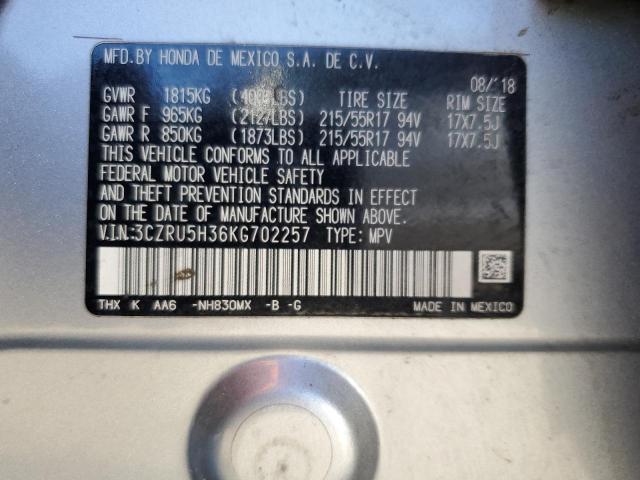 MFD. BY HONDA DE MEXICO S.A. DE C.V.
08/'18
GVWR 1815KG TIRE SIZE RIM SIZE
GAWR F 965KG (2127LBS) 215/55R17 94V 17X7.5J
GAWR R 850KG (1873LBS) 215/55R17 94V 17X7.5J
THIS VEHICLE CONFORMS TO ALL APPLICABLE
FEDERAL MOTOR VEHICLE SAFETY
AND THEFT PREVENTION STANDARDS IN EFFECT
ON THE DATE OF MANUFACTURE SHOWN ABOVE.
V.I.N:3CZRU5H36KG702257 TYPE: MPV
THX K AA6 -NH830MX -B -G MADE IN MEXICO